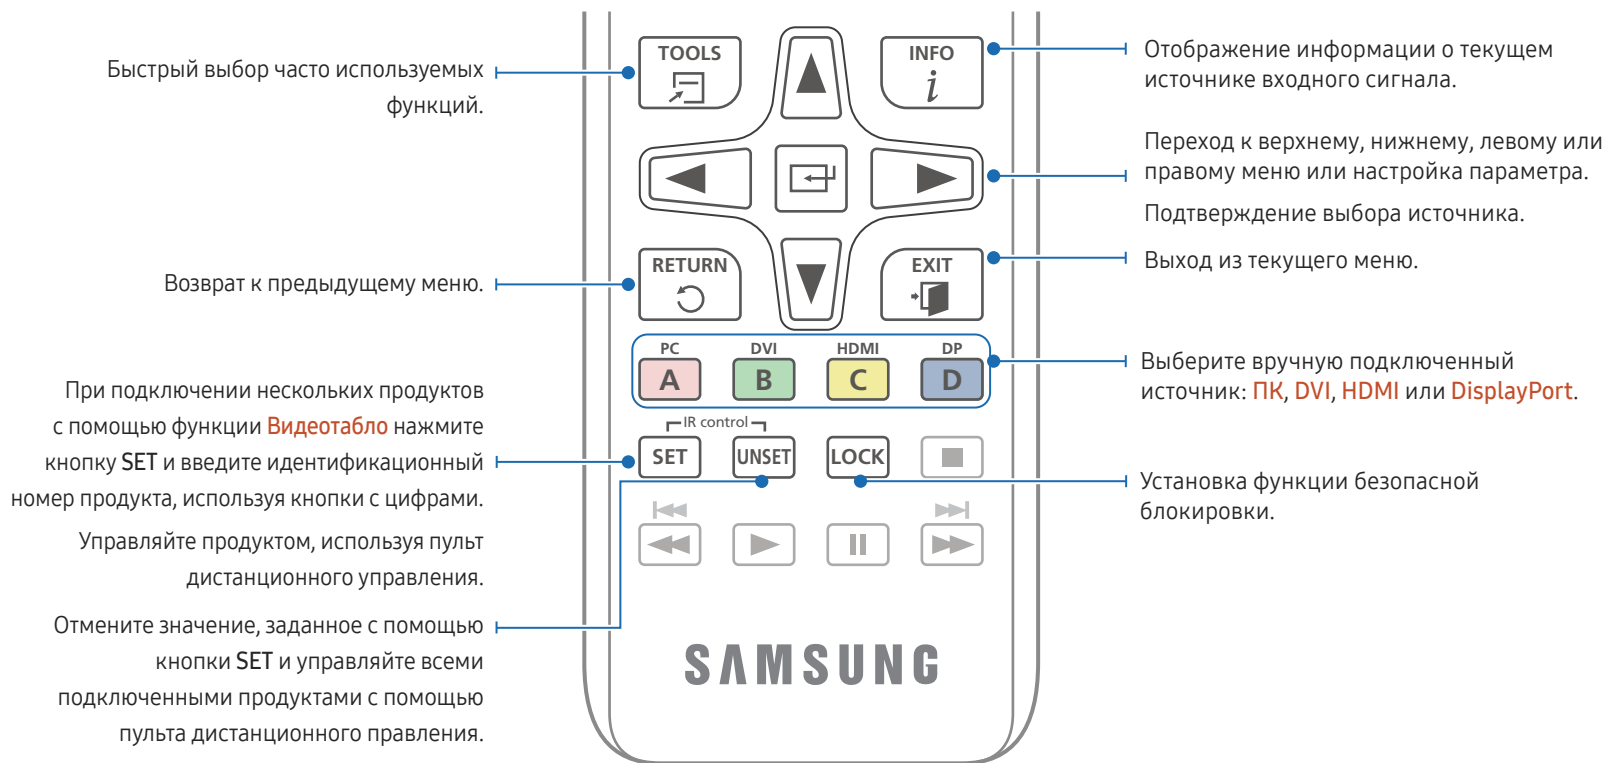 Быстрый выбор часто используемых
функций.
TOOLS
INFO
i
Отображение информации о текущем
источнике входного сигнала.
Переход к верхнему, нижнему, левому или
правому меню или настройка параметра.
Подтверждение выбора источника.
Возврат к предыдущему меню.
RETURN
EXIT
Выход из текущего меню.
PC DVI HDMI DP
A B C D
Выберите вручную подключенный
источник: ПК, DVI, HDMI или DisplayPort.
При подключении нескольких продуктов
с помощью функции Видеотабло нажмите
кнопку SET и введите идентификационный
номер продукта, используя кнопки с цифрами.
Управляйте продуктом, используя пульт
дистанционного управления.
IR control
SET UNSET LOCK
Установка функции безопасной
блокировки.
Отмените значение, заданное с помощью
кнопки SET и управляйте всеми
подключенными продуктами с помощью
пульта дистанционного правления.
SAMSUNG